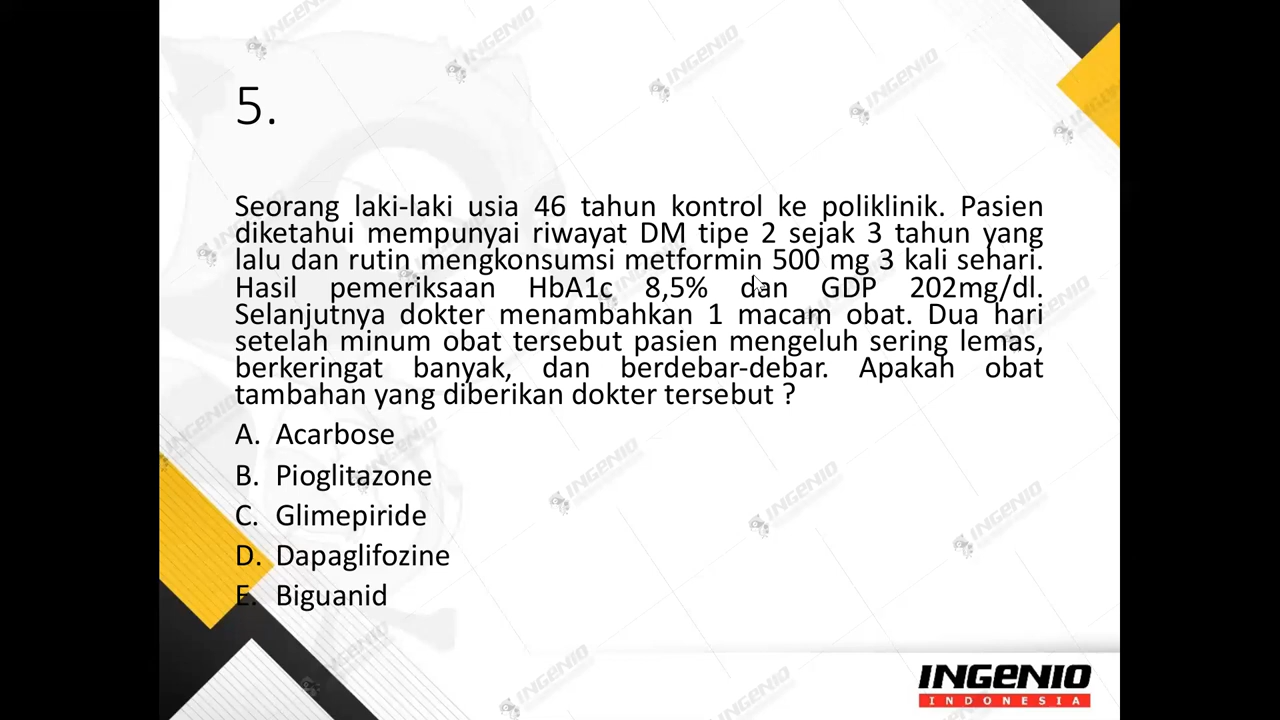 5.
Seorang laki-laki usia 46 tahun kontrol ke poliklinik. Pasien
diketahui mempunyai riwayat DM tipe 2 sejak 3 tahun yang
lalu dan rutin mengkonsumsi metformin 500 mg 3 kali sehari.
Hasil pemeriksaan HbA1c 8,5% dan GDP 202mg/dl.
Selanjutnya dokter menambahkan 1 macam obat. Dua hari
setelah minum obat tersebut pasien mengeluh sering lemas,
berkeringat banyak, dan berdebar-debar. Apakah obat
tambahan yang diberikan dokter tersebut ?
A. Acarbose
B. Pioglitazone
C. Glimepiride
D. Dapaglifozine
E. Biguanid
INGENIO
INDONESIA